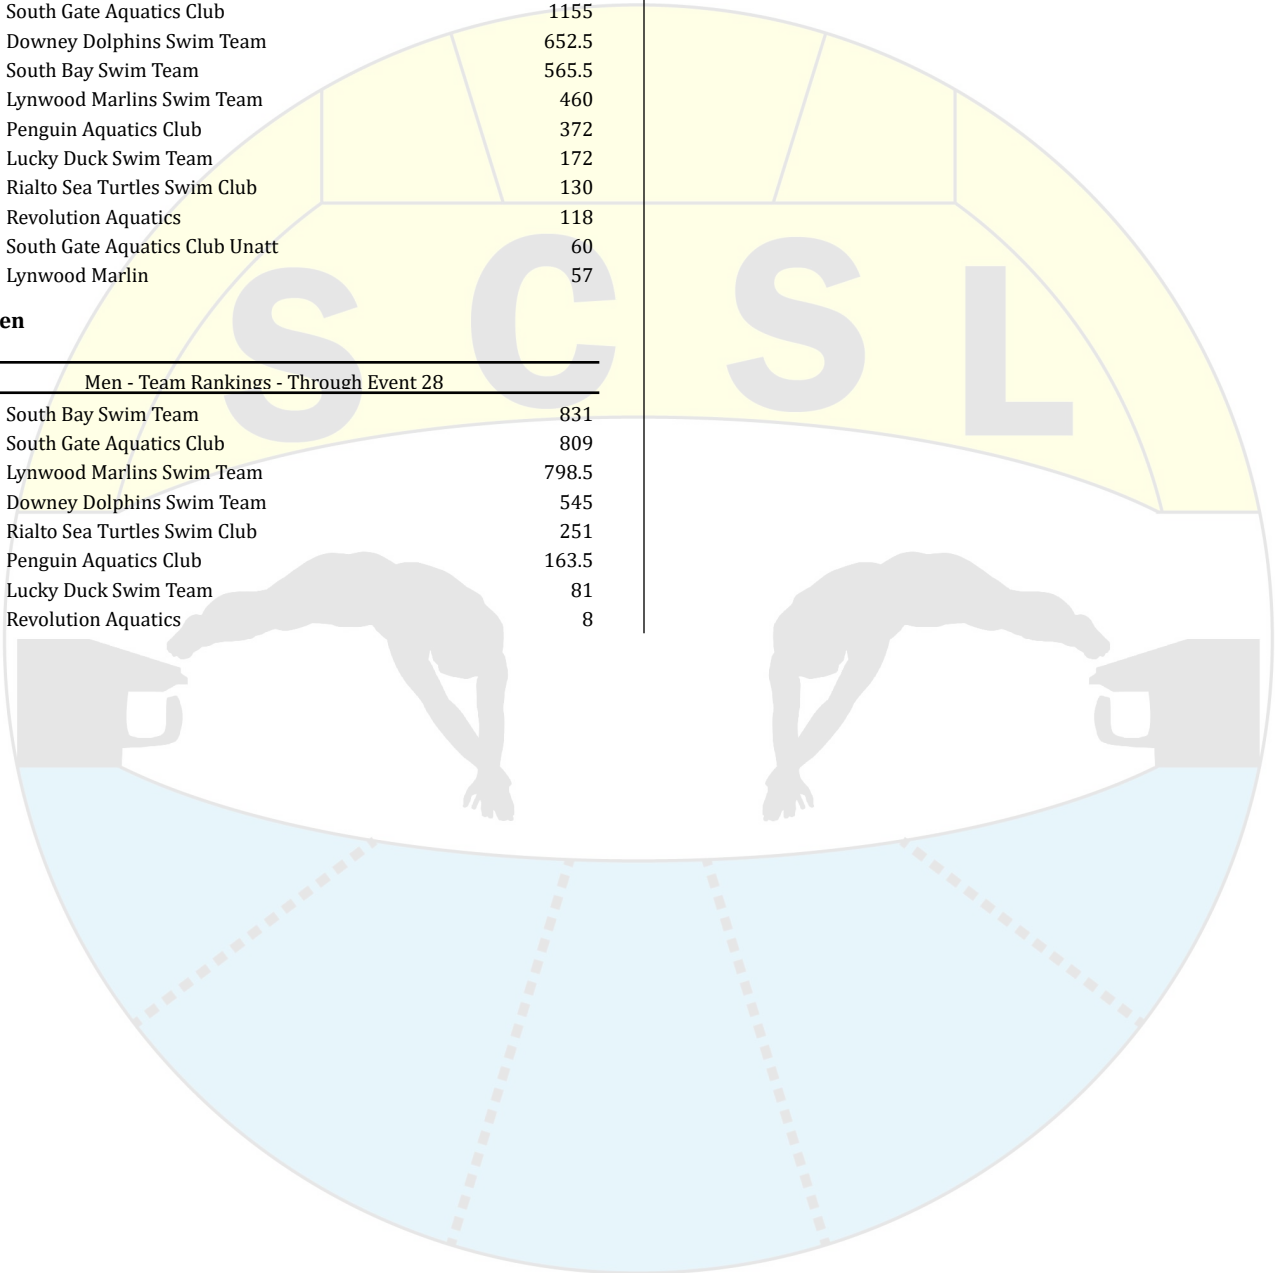 South Gate Aquatics Club 1155
Downey Dolphins Swim Team 652.5
South Bay Swim Team 565.5
Lynwood Marlins Swim Team 460
Penguin Aquatics Club 372
Lucky Duck Swim Team 172
Rialto Sea Turtles Swim Club 130
Revolution Aquatics 118
South Gate Aquatics Club Unatt 60
Lynwood Marlin 57
en
Men - Team Rankings - Through Event 28
South Bay Swim Team 831
South Gate Aquatics Club 809
Lynwood Marlins Swim Team 798.5
Downey Dolphins Swim Team 545
Rialto Sea Turtles Swim Club 251
Penguin Aquatics Club 163.5
Lucky Duck Swim Team 81
Revolution Aquatics 8
S C S L